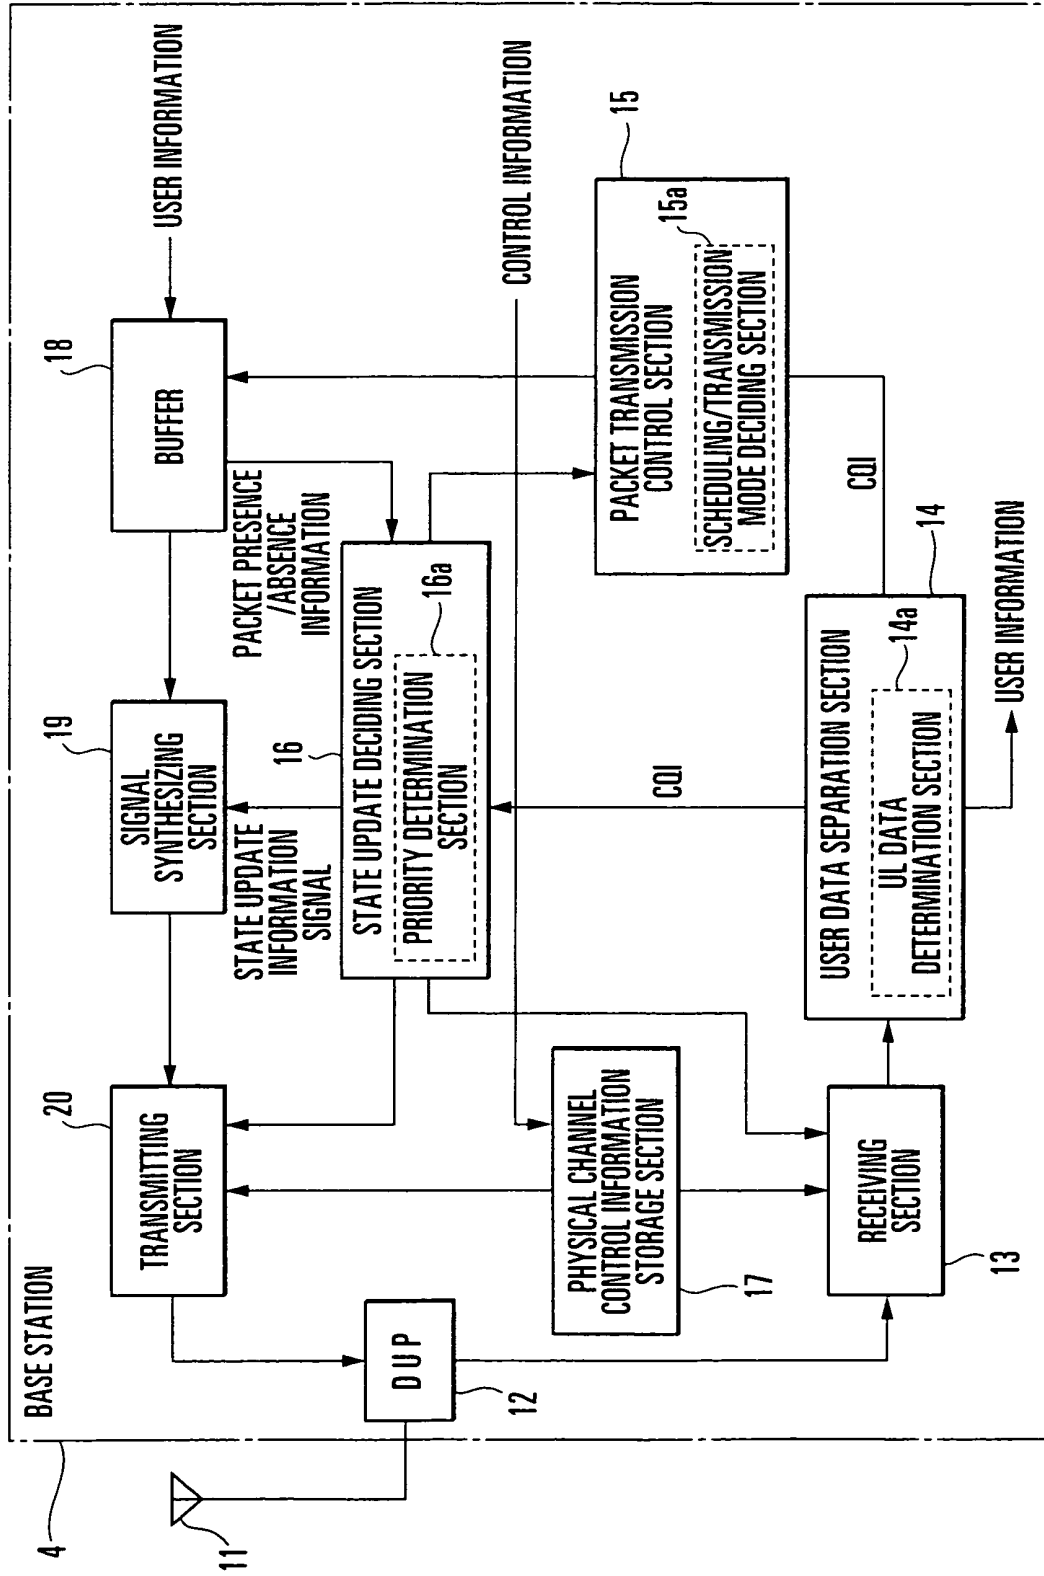 BASE STATION
4
11
DUP
12
20
TRANSMITTING
SECTION
19
SIGNAL
SYNTHESIZING
SECTION
18
BUFFER
USER INFORMATION
STATE UPDATE
INFORMATION
SIGNAL
PACKET PRESENCE
/ABSENCE
INFORMATION
16
STATE UPDATE DECIDING SECTION
16a
PRIORITY DETERMINATION
SECTION
CONTROL INFORMATION
PHYSICAL CHANNEL
CONTROL INFORMATION
STORAGE SECTION
17
15
PACKET TRANSMISSION
CONTROL SECTION
15a
SCHEDULING/TRANSMISSION
MODE DECIDING SECTION
CQI
CQI
RECEIVING
SECTION
13
14
USER DATA SEPARATION SECTION
14a
UL DATA
DETERMINATION SECTION
USER INFORMATION